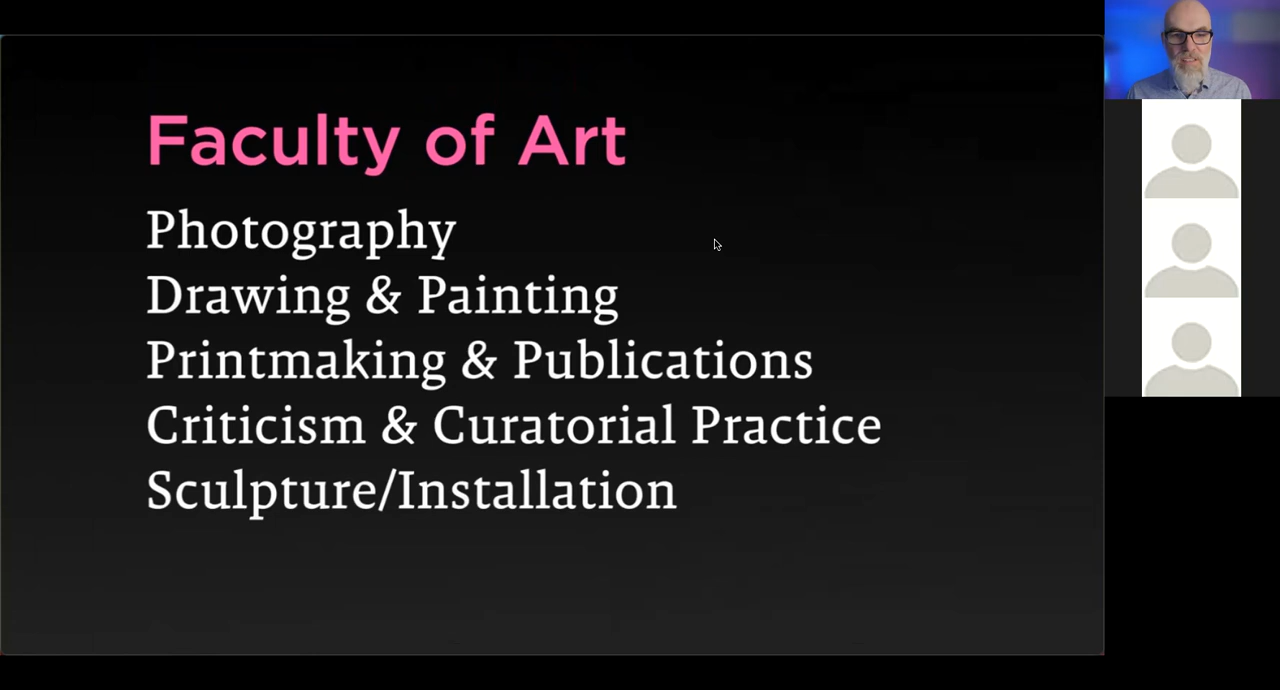 Faculty of Art
Photography
Drawing & Painting
Printmaking & Publications
Criticism & Curatorial Practice
Sculpture/Installation